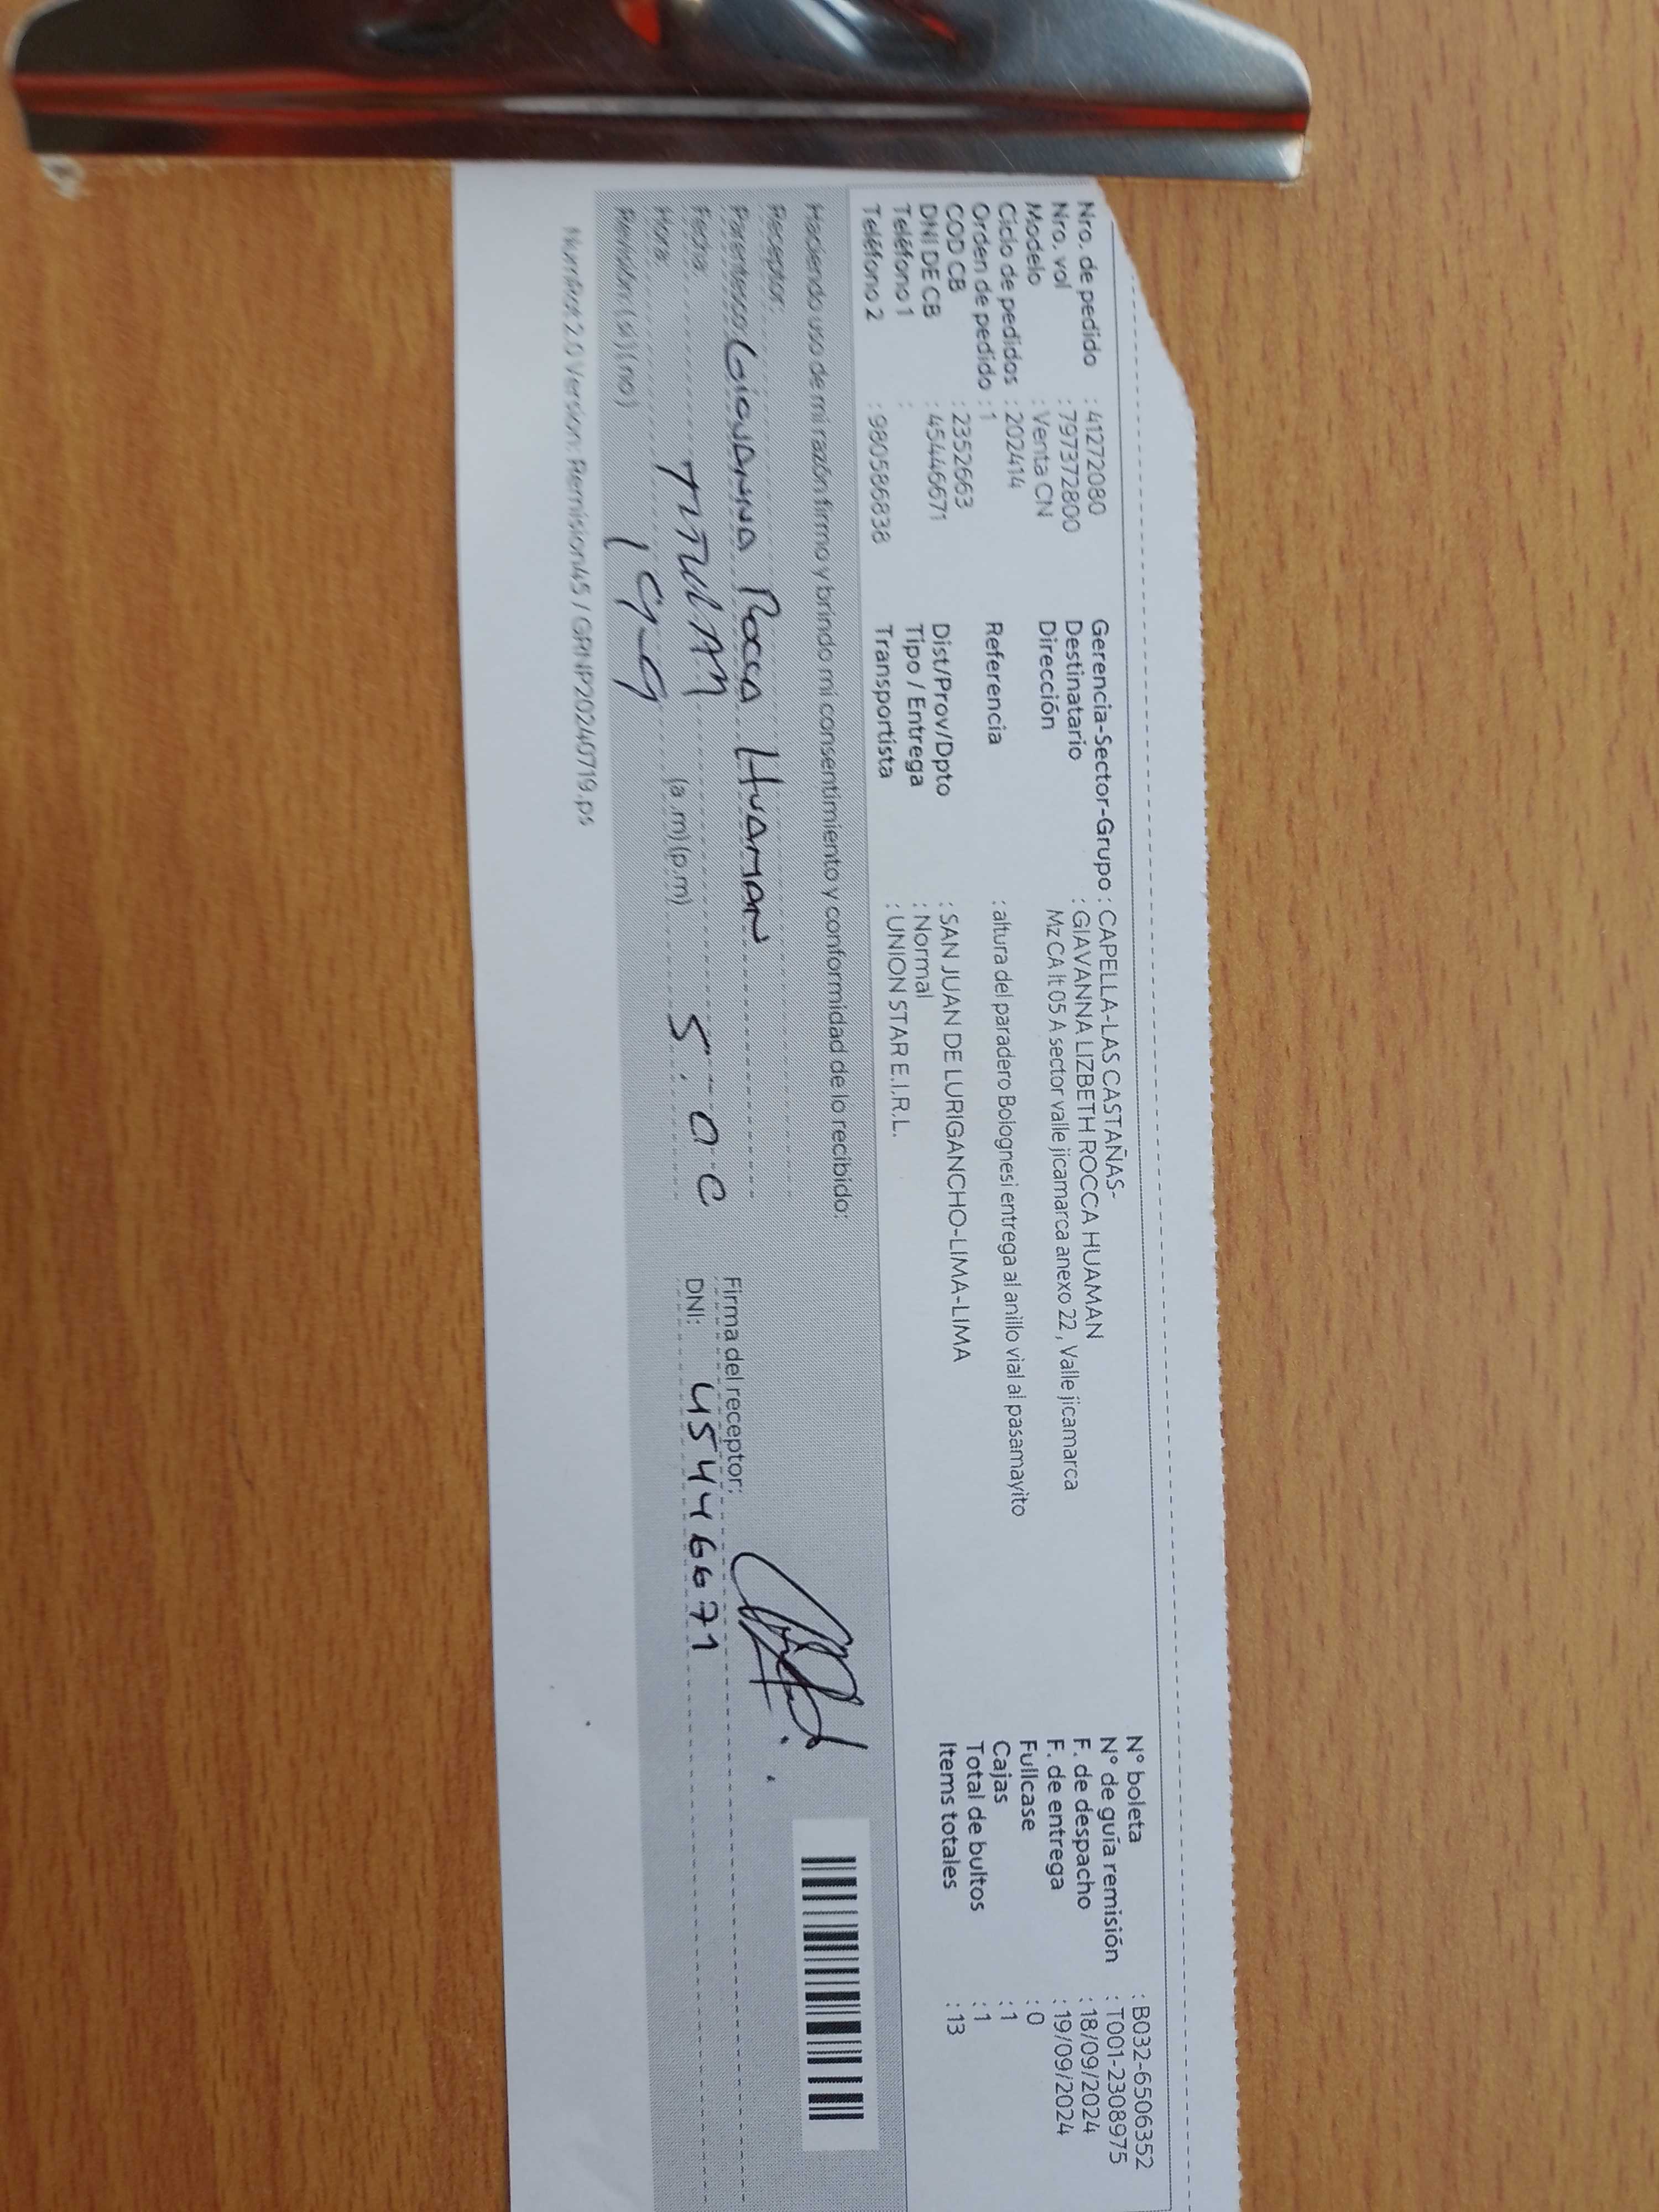 Nro. de pedido : 41272080
Nro. vol : 797372800
Modelo : Venta CN
Ciclo de pedidos : 202414
Orden de pedido : 1
COD CB : 2352663
DNI DE CB : 45446671
Teléfono 1 :
Teléfono 2 : 980586838
Gerencia-Sector-Grupo : CAPELLA-LAS CASTAÑAS-
Destinatario : GIAVANNA LIZBETH ROCCA HUAMAN
Dirección Mz CA lt 05 A sector valle jicamarca anexo 22, Valle jicamarca
Referencia : altura del paradero Bolognesi entrega al anillo vial al pasamayito
Dist/Prov/Dpto : SAN JUAN DE LURIGANCHO-LIMA-LIMA
Tipo / Entrega : Normal
Transportista : UNION STAR E.I.R.L.
N° boleta : B032-6506352
N° de guía remisión : T001-2308975
F. de despacho : 18/09/2024
F. de entrega : 19/09/2024
Fullcase : 0
Cajas : 1
Total de bultos : 1
Items totales : 13
Haciendo uso de mi razón firmo y brindo mi consentimiento y conformidad de lo recibido:
Receptor:
Parentesco: GIOVANNA ROCCA HUAMAN
Fecha: TITULAR
Hora: 19-9 (a.m)(p.m)
Revisión:(si)(no)
Firma del receptor:
DNI: 45446671
Numfiot 2.0 Version: Remision45 / GRNP20240719.ps